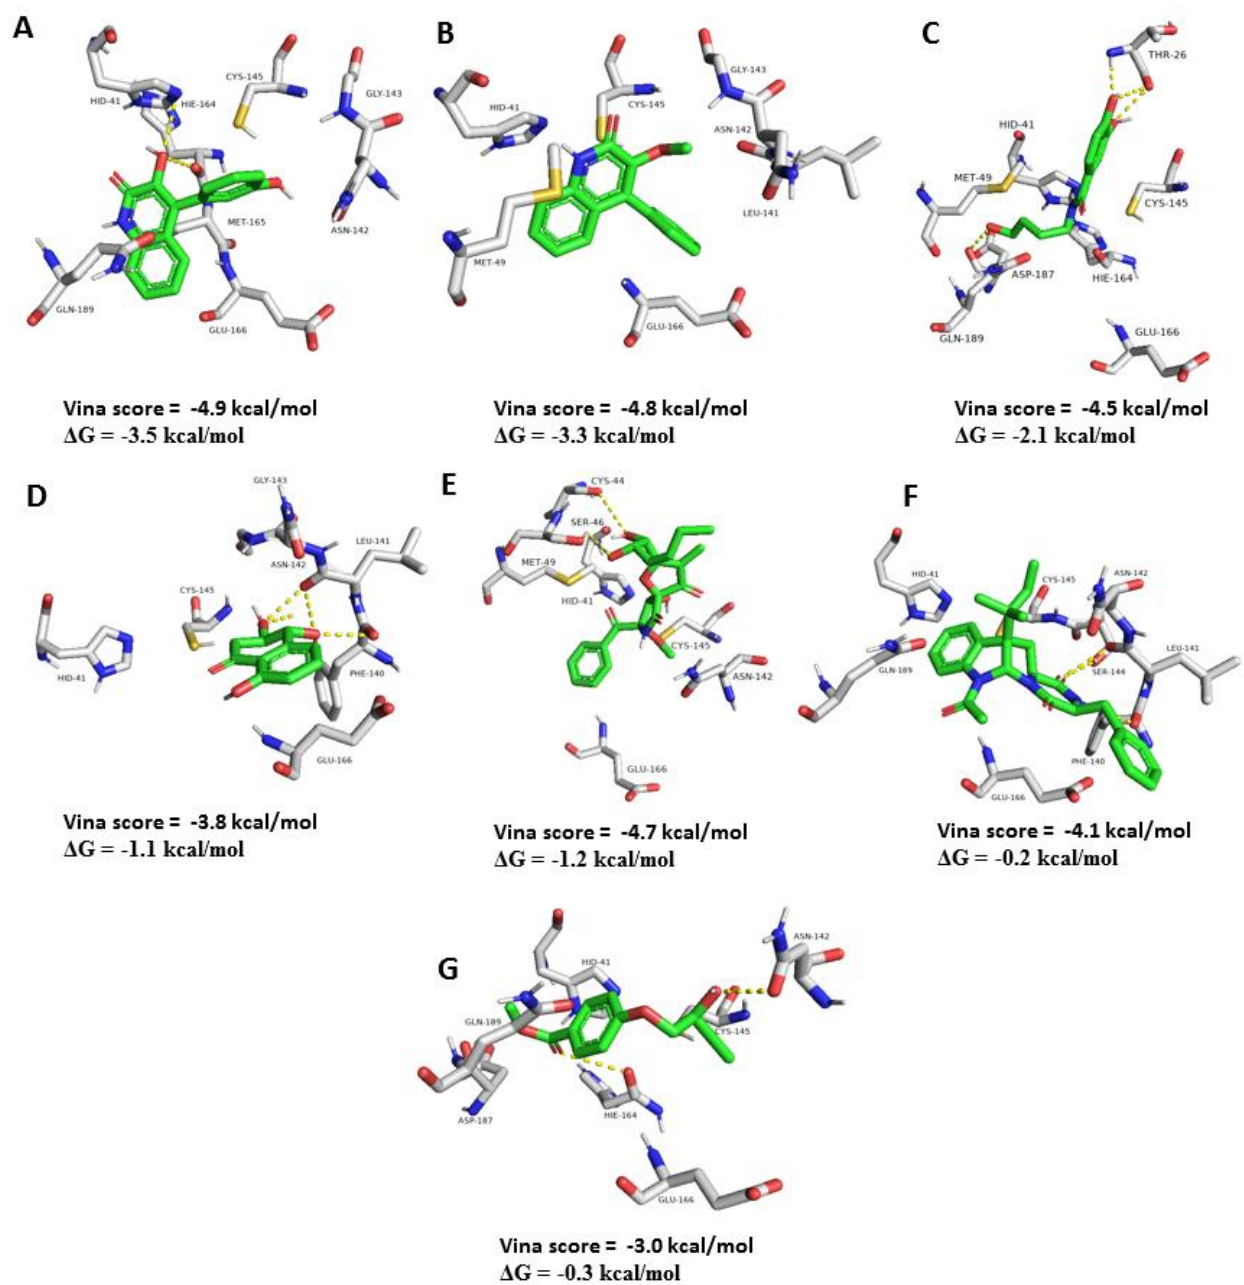 A
HID-41
HIE-164
CYS-145
GLY-143
ASN-142
MET-165
GLN-189
GLU-166
Vina score = -4.9 kcal/mol
ΔG = -3.5 kcal/mol
B
HID-41
CYS-145
GLY-143
ASN-142
LEU-141
MET-49
GLU-166
Vina score = -4.8 kcal/mol
ΔG = -3.3 kcal/mol
C
THR-26
HID-41
MET-49
CYS-145
ASP-187
HIE-164
GLN-189
GLU-166
Vina score = -4.5 kcal/mol
ΔG = -2.1 kcal/mol
D
GLY-143
LEU-141
ASN-142
CYS-145
HID-41
PHE-140
GLU-166
Vina score = -3.8 kcal/mol
ΔG = -1.1 kcal/mol
E
CYS-44
SER-46
MET-49
HID-41
CYS-145
ASN-142
GLU-166
Vina score = -4.7 kcal/mol
ΔG = -1.2 kcal/mol
F
HID-41
CYS-145
ASN-142
GLN-189
LEU-141
SER-144
PHE-140
GLU-166
Vina score = -4.1 kcal/mol
ΔG = -0.2 kcal/mol
G
HID-41
ASN-142
GLN-189
CYS-145
ASP-187
HIE-164
GLU-166
Vina score = -3.0 kcal/mol
ΔG = -0.3 kcal/mol